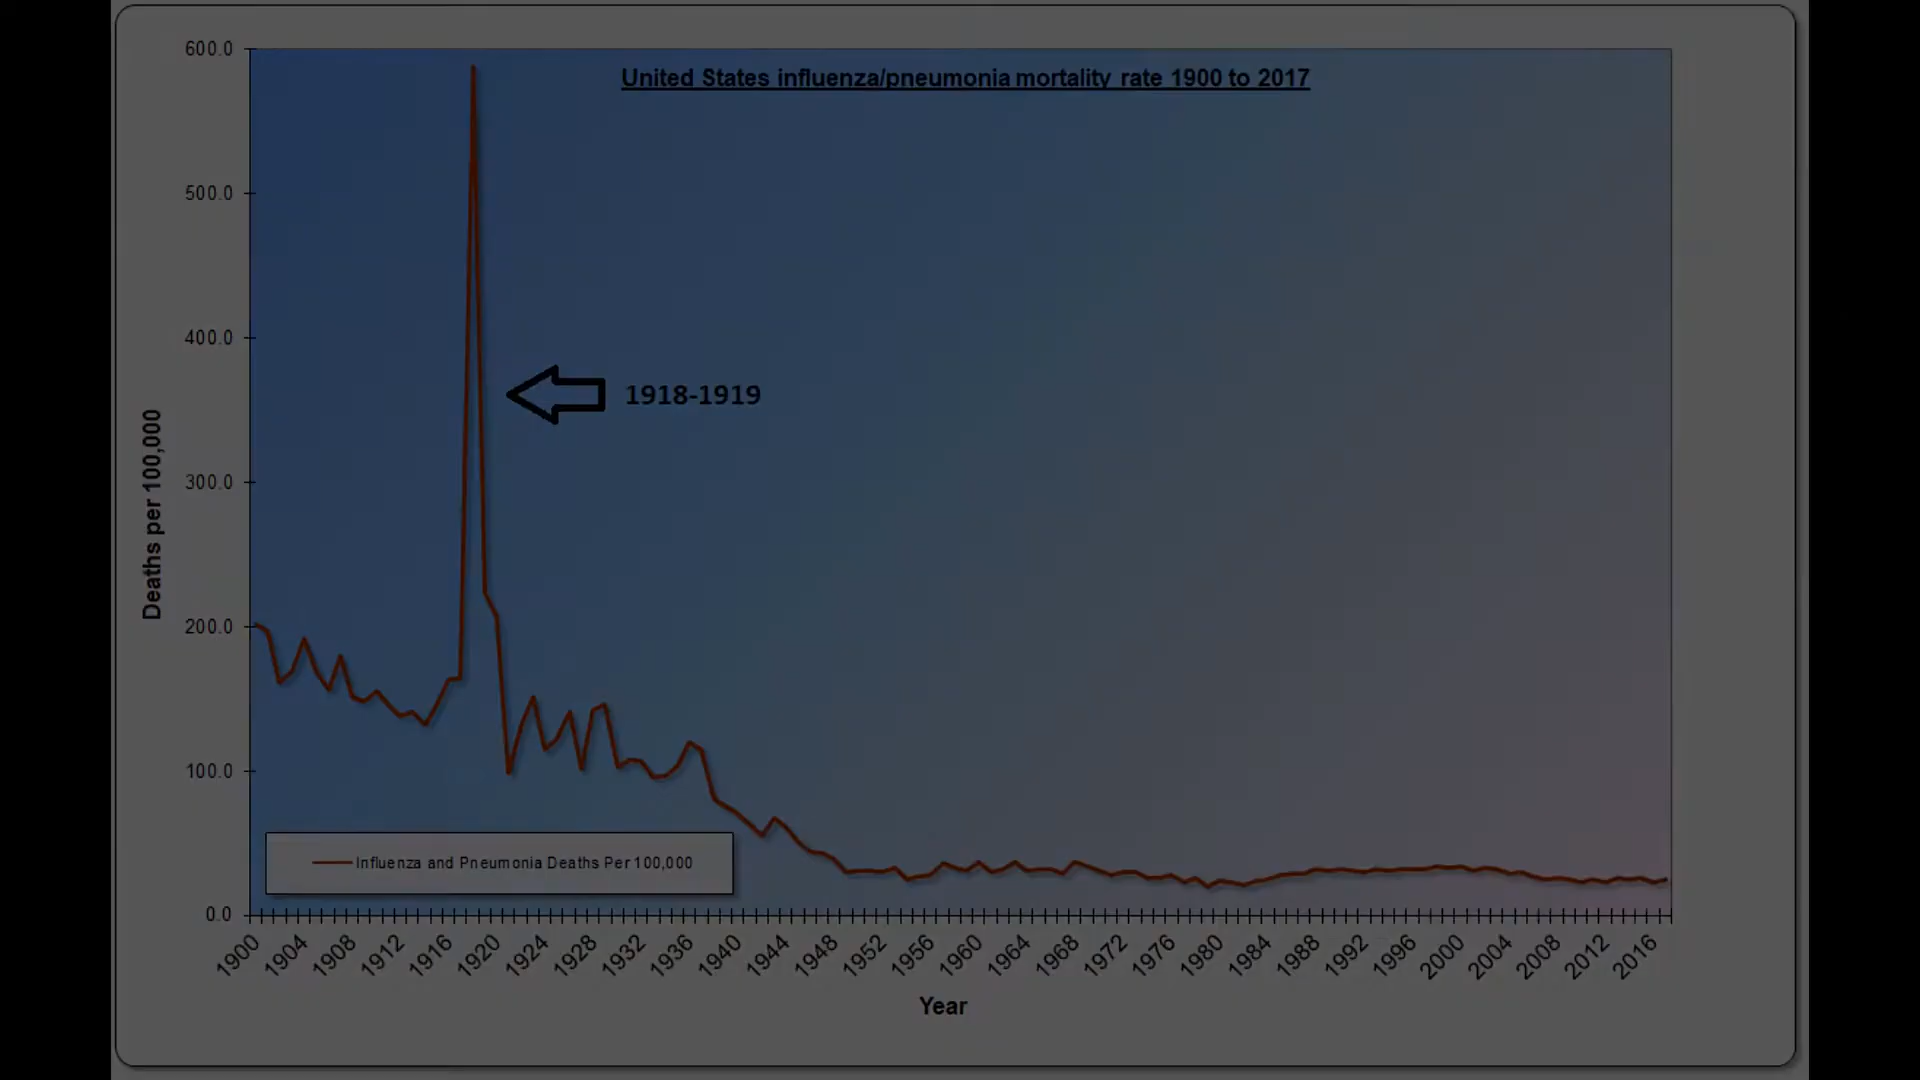 United States influenza/pneumonia mortality rate 1900 to 2017
600.0
500.0
400.0
300.0
200.0
100.0
0.0
Deaths per 100,000
1918-1919
Influenza and Pneumonia Deaths Per 100,000
1900 1904 1908 1912 1916 1920 1924 1928 1932 1936 1940 1944 1948 1952 1956 1960 1964 1968 1972 1976 1980 1984 1988 1992 1996 2000 2004 2008 2012 2016
Year